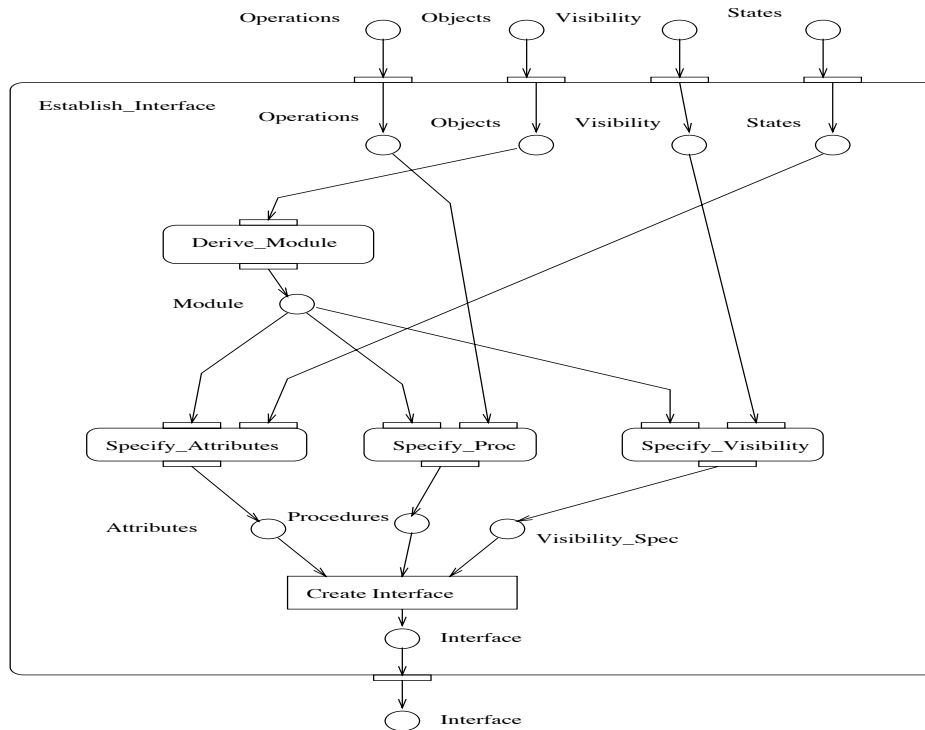 Operations
Objects
Visibility
States
Establish_Interface
Operations
Objects
Visibility
States
Derive_Module
Module
Specify_Attributes
Specify_Proc
Specify_Visibility
Attributes
Procedures
Visibility_Spec
Create Interface
Interface
Interface